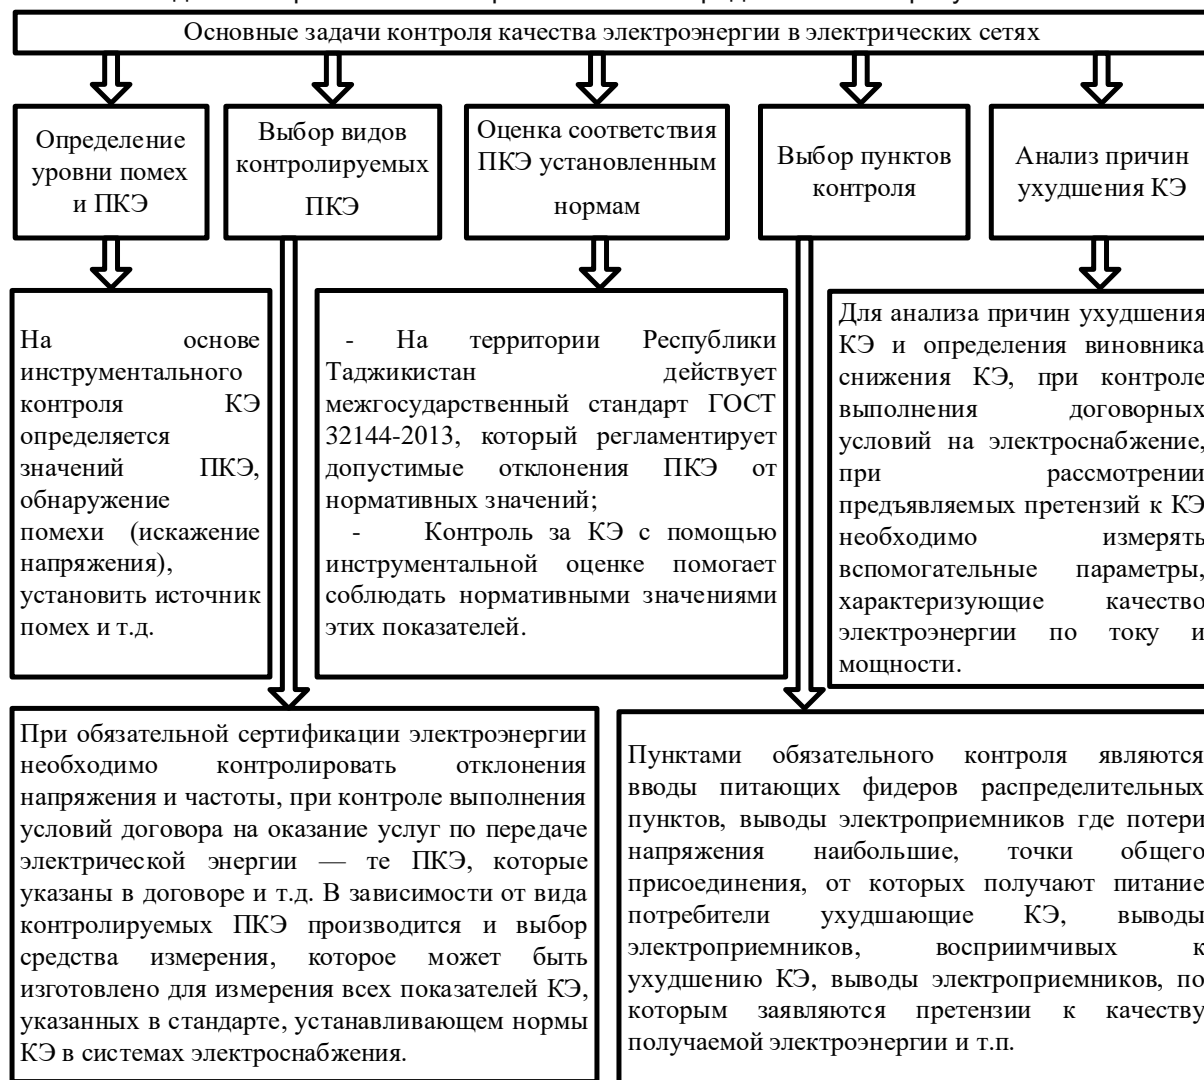 Основные задачи контроля качества электроэнергии в электрических сетях
Определение
уровни помех
и ПКЭ
Выбор видов
контролируемых
ПКЭ
Оценка соответствия
ПКЭ установленным
нормам
Выбор пунктов
контроля
Анализ причин
ухудшения КЭ
На основе
инструментального
контроля КЭ
определяется
значений ПКЭ,
обнаружение
помехи (искажение
напряжения),
установить источник
помех и т.д.
- На территории Республики
Таджикистан действует
межгосударственный стандарт ГОСТ
32144-2013, который регламентирует
допустимые отклонения ПКЭ от
нормативных значений;
- Контроль за КЭ с помощью
инструментальной оценке помогает
соблюдать нормативными значениями
этих показателей.
Для анализа причин ухудшения
КЭ и определения виновника
снижения КЭ, при контроле
выполнения договорных
условий на электроснабжение,
при рассмотрении
предъявляемых претензий к КЭ
необходимо измерять
вспомогательные параметры,
характеризующие качество
электроэнергии по току и
мощности.
При обязательной сертификации электроэнергии
необходимо контролировать отклонения
напряжения и частоты, при контроле выполнения
условий договора на оказание услуг по передаче
электрической энергии — те ПКЭ, которые
указаны в договоре и т.д. В зависимости от вида
контролируемых ПКЭ производится и выбор
средства измерения, которое может быть
изготовлено для измерения всех показателей КЭ,
указанных в стандарте, устанавливающем нормы
КЭ в системах электроснабжения.
Пунктами обязательного контроля являются
вводы питающих фидеров распределительных
пунктов, выводы электроприемников где потери
напряжения наибольшие, точки общего
присоединения, от которых получают питание
потребители ухудшающие КЭ, выводы
электроприемников, восприимчивых к
ухудшению КЭ, выводы электроприемников, по
которым заявляются претензии к качеству
получаемой электроэнергии и т.п.